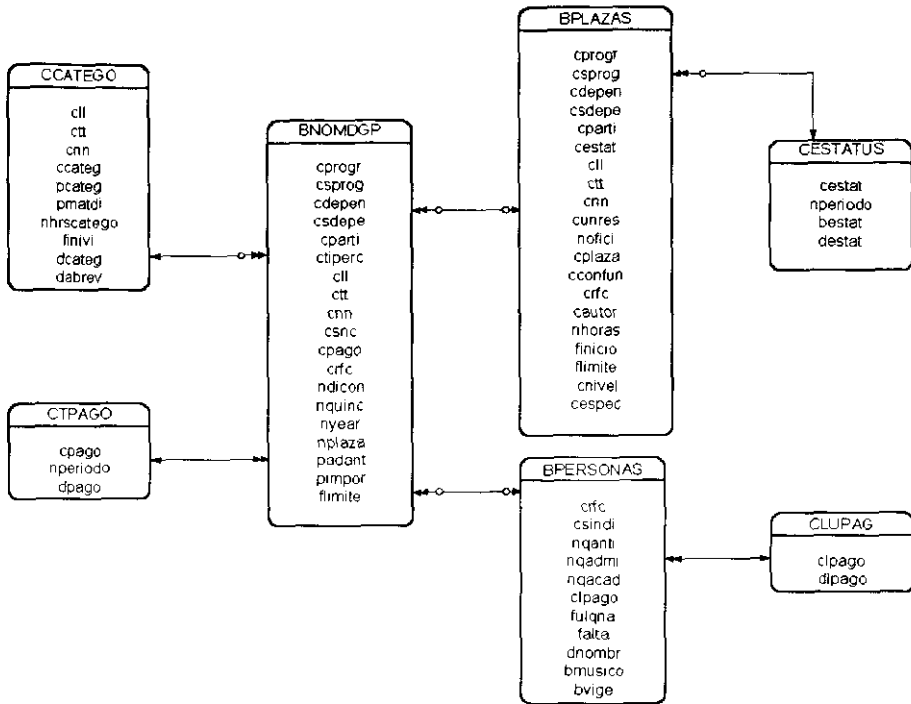 CCATEGO
cll
ctt
cnn
ccateg
pcateg
pmatdi
nhrscatego
finivi
dcateg
dabrev
CTPAGO
cpago
nperiodo
dpago
BNOMDGP
cprogr
csprog
cdepen
csdepe
cparti
ctiperc
cll
ctt
cnn
csnc
cpago
crfc
ndicon
nquinc
nyear
nplaza
padant
pimpor
flimite
BPLAZAS
cprogr
csprog
cdepen
csdepe
cparti
cestat
cll
ctt
cnn
cunres
nofici
cplaza
cconfun
crfc
cautor
nhoras
finicio
flimite
cnivel
cespec
BPERSONAS
crfc
csindi
nqanti
nqadmi
nqacad
clpago
fulqna
falta
dnombr
bmusico
bvige
CESTATUS
cestat
nperiodo
bestat
destat
CLUPAG
clpago
dlpago